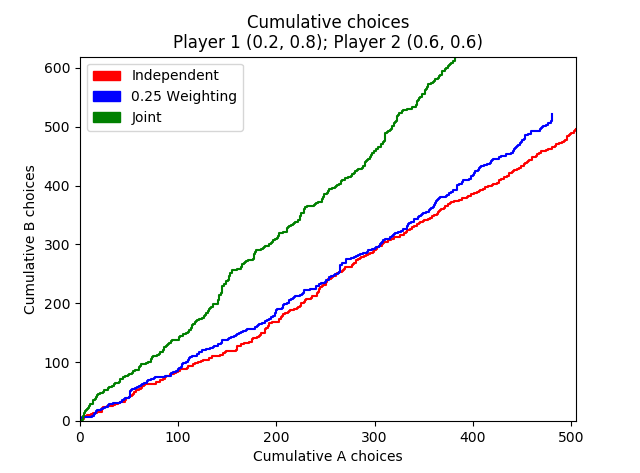 Cumulative choices
Player 1 (0.2, 0.8); Player 2 (0.6, 0.6)
Independent
0.25 Weighting
Joint
600
500
400
300
200
100
0
Cumulative B choices
0 100 200 300 400 500
Cumulative A choices